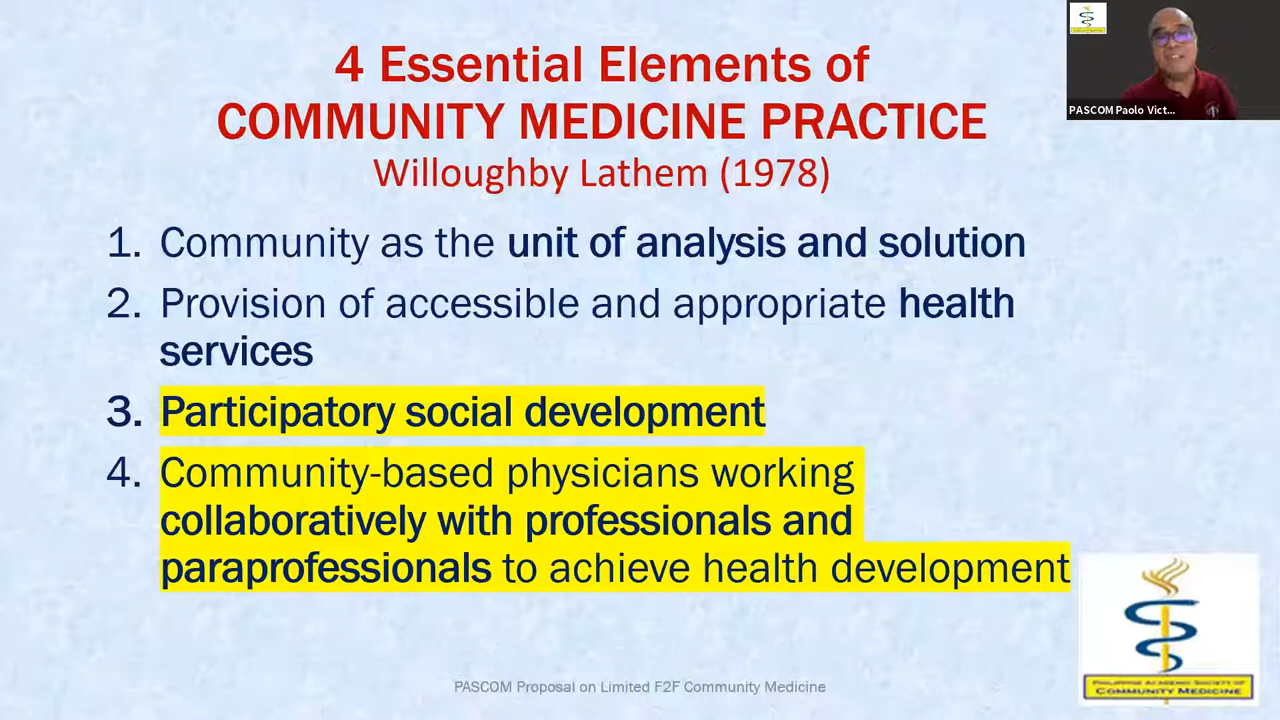 4 Essential Elements of
COMMUNITY MEDICINE PRACTICE
Willoughby Lathem (1978)
1. Community as the unit of analysis and solution
2. Provision of accessible and appropriate health
services
3. Participatory social development
4. Community-based physicians working
collaboratively with professionals and
paraprofessionals to achieve health development
PASCOM Proposal on Limited F2F Community Medicine
PASCOM Paolo Vict...
PHILIPPINE ACADEMIC SOCIETY OF
COMMUNITY MEDICINE